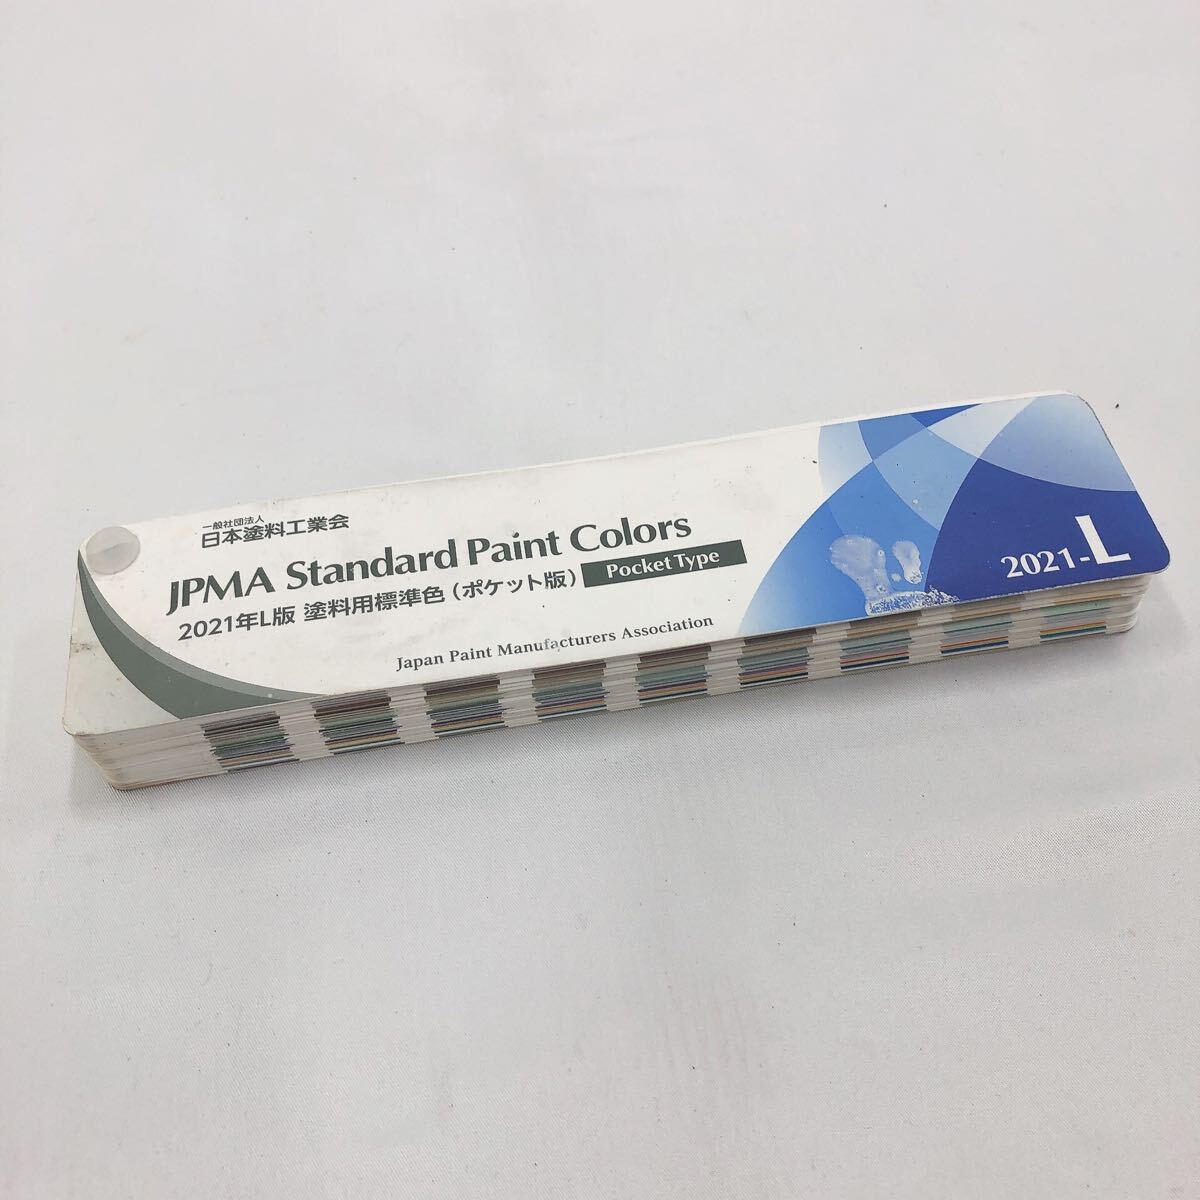 一般社団法人
日本塗料工業会
JPMA Standard Paint Colors
2021年L版 塗料用標準色（ポケット版） Pocket Type
Japan Paint Manufacturers Association
2021-L